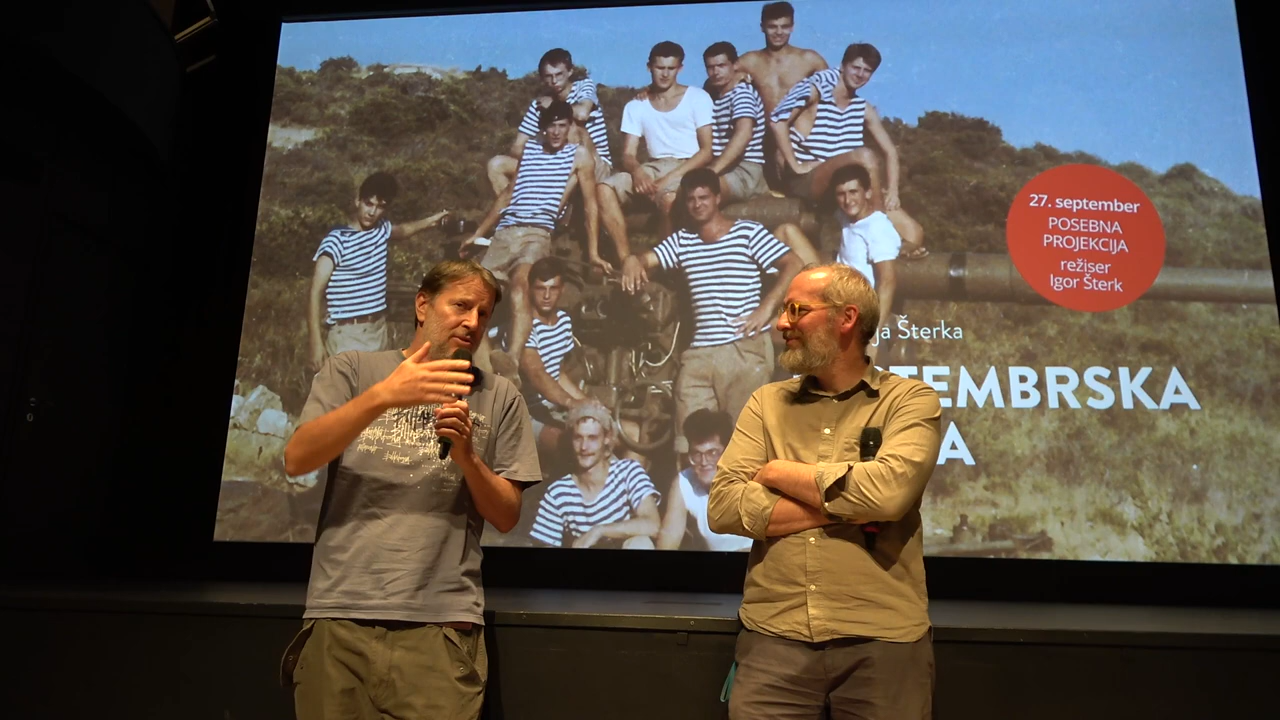 27. september
POSEBNA
PROJEKCIJA
režiser
Igor Šterk
ja Šterka
TEMBRSKA
A